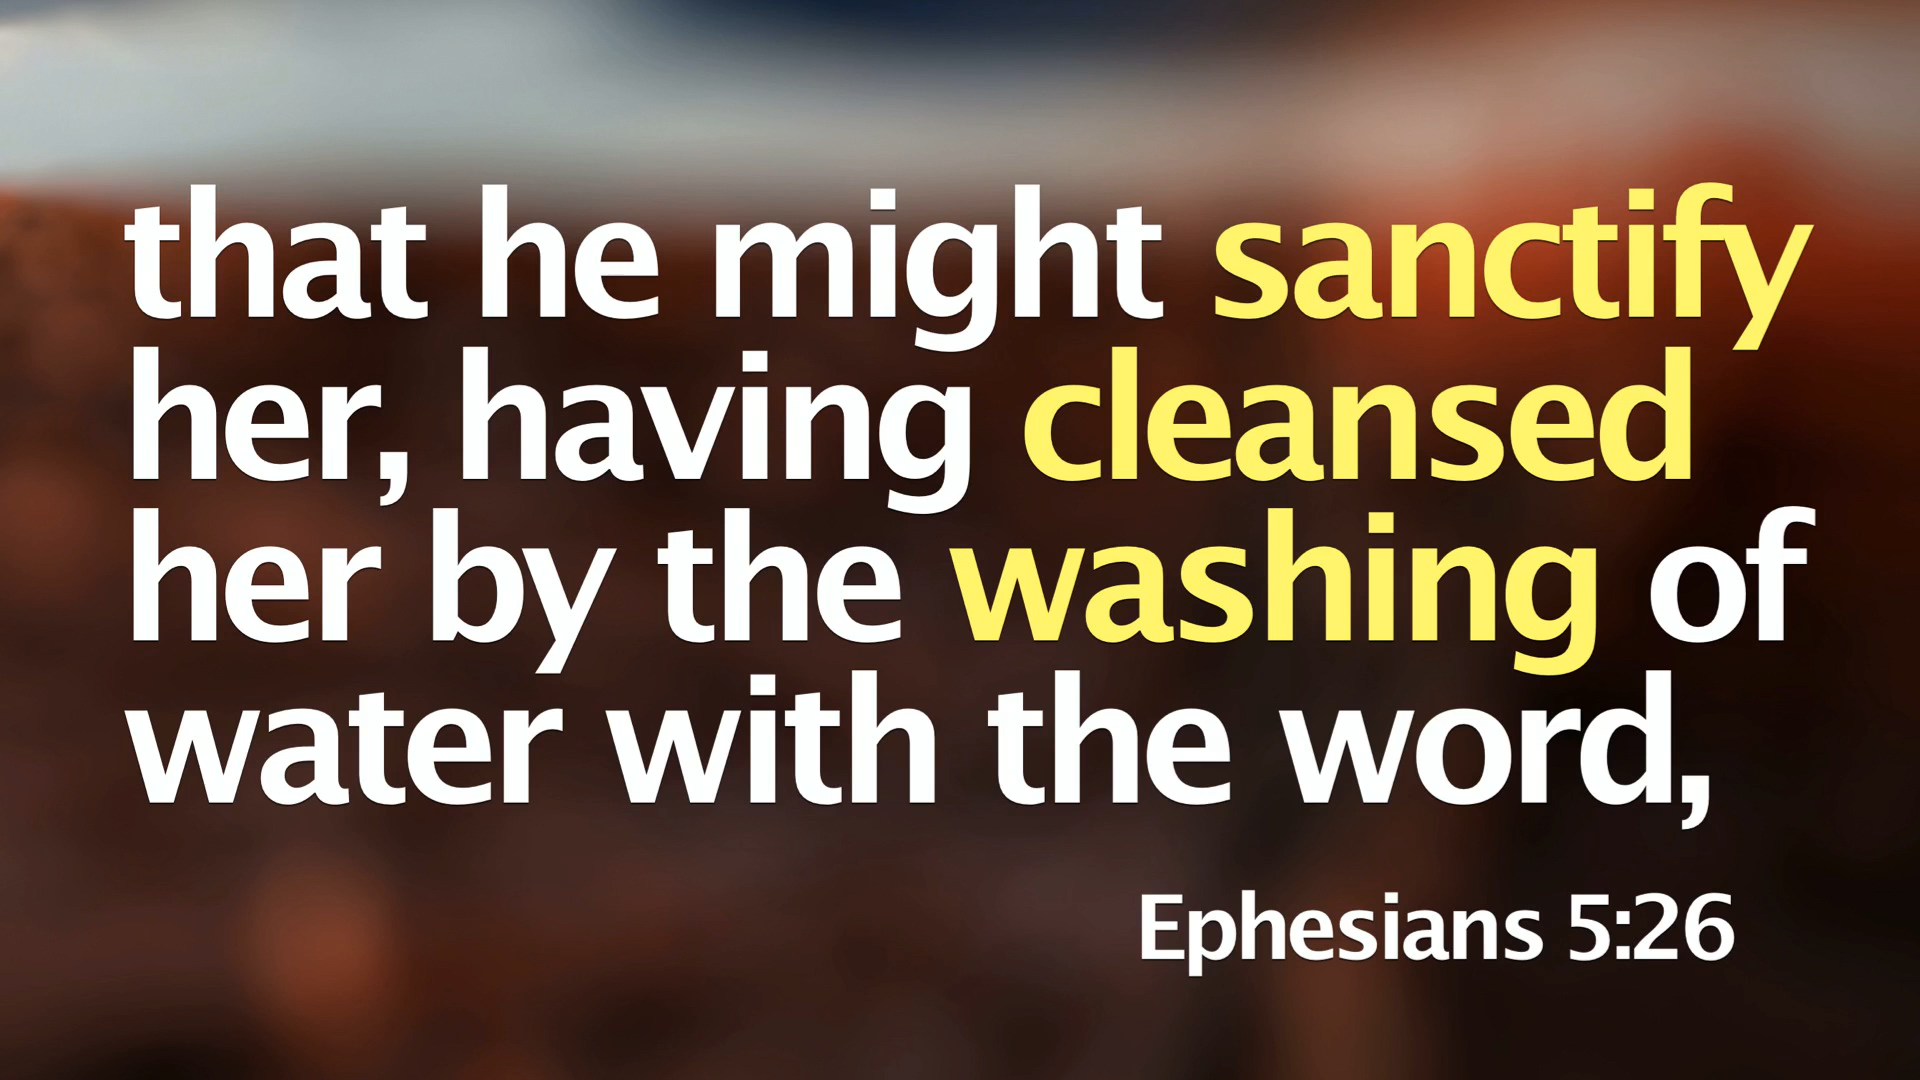 that he might sanctify
her, having cleansed
her by the washing of
water with the word,
Ephesians 5:26